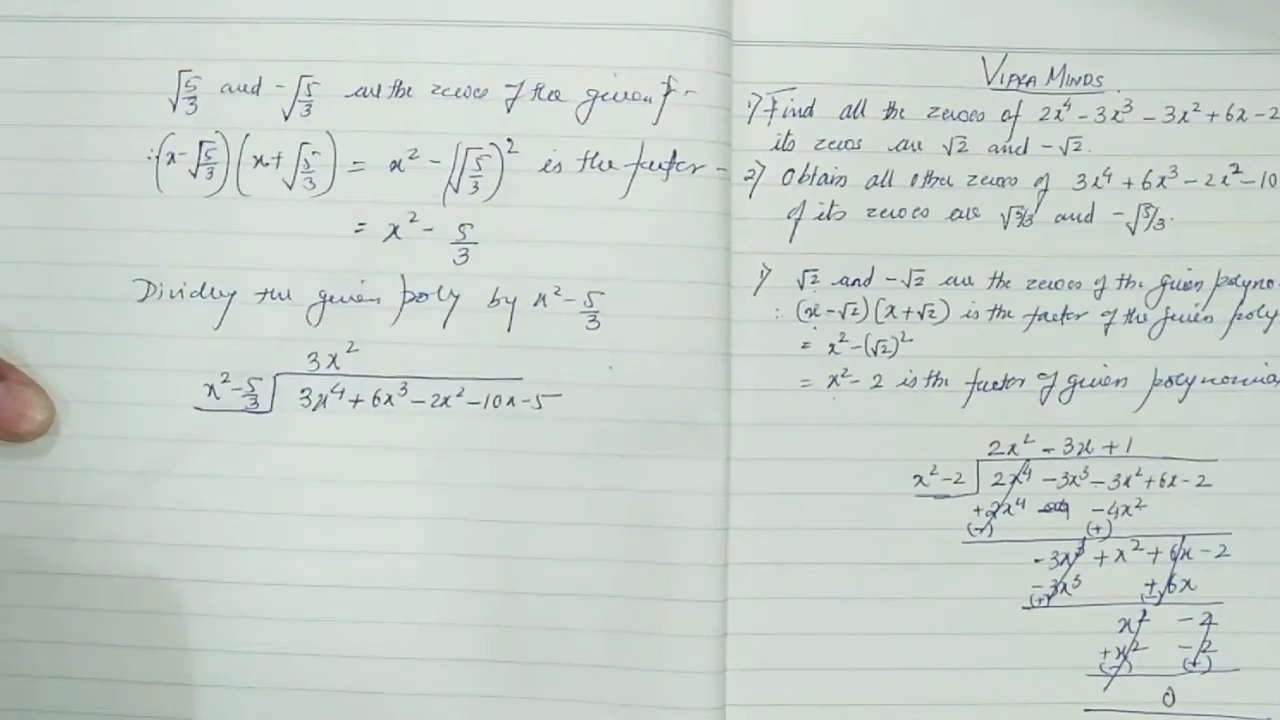 √5/3 and -√5/3 are the zeroes of the given p-
∴(x-√5/3)(x+√5/3) = x² - (√5/3)² is the factor -
= x² - 5/3
Dividing the given poly by x² - 5/3
3x²
x²-5/3 3x⁴+6x³-2x²-10x-5
VIPRA MINDS
1) Find all the zeroes of 2x⁴-3x³-3x²+6x-2
its zeros are √2 and -√2.
2) Obtain all other zeroes of 3x⁴+6x³-2x²-10
of its zeroes are √5/3 and -√5/3.
1) √2 and -√2 are the zeroes of the given polyno
∴ (x-√2)(x+√2) is the factor of the given poly
= x²-(√2)²
= x²-2 is the factor of given polynomia
2x²-3x+1
x²-2 2x⁴-3x³-3x²+6x-2
+2x⁴ -4x²
(-) (+)
-3x³+x²+6x-2
-3x³ +6x
(+) (-)
x² -2
+x² -2
(-) (+)
0